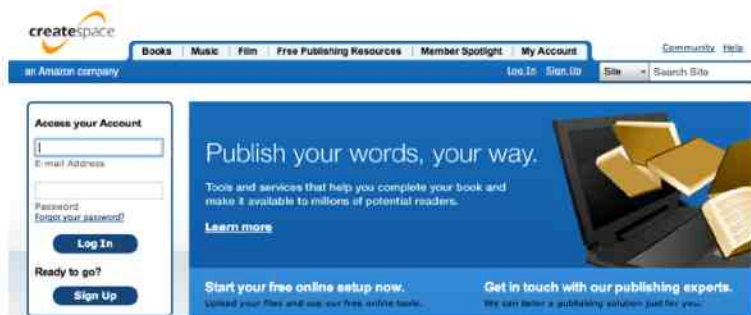 createspace
Books Music Film Free Publishing Resources Member Spotlight My Account Community Help
an Amazon company Log In Sign Up Site Search Site
Access your Account
E-mail Address
Password
Forgot your password?
Log In
Ready to go?
Sign Up
Publish your words, your way.
Tools and services that help you complete your book and
make it available to millions of potential readers.
Learn more
Start your free online setup now.
Upload your files and use our free online tools.
Get in touch with our publishing experts.
We can tailor a publishing solution just for you.